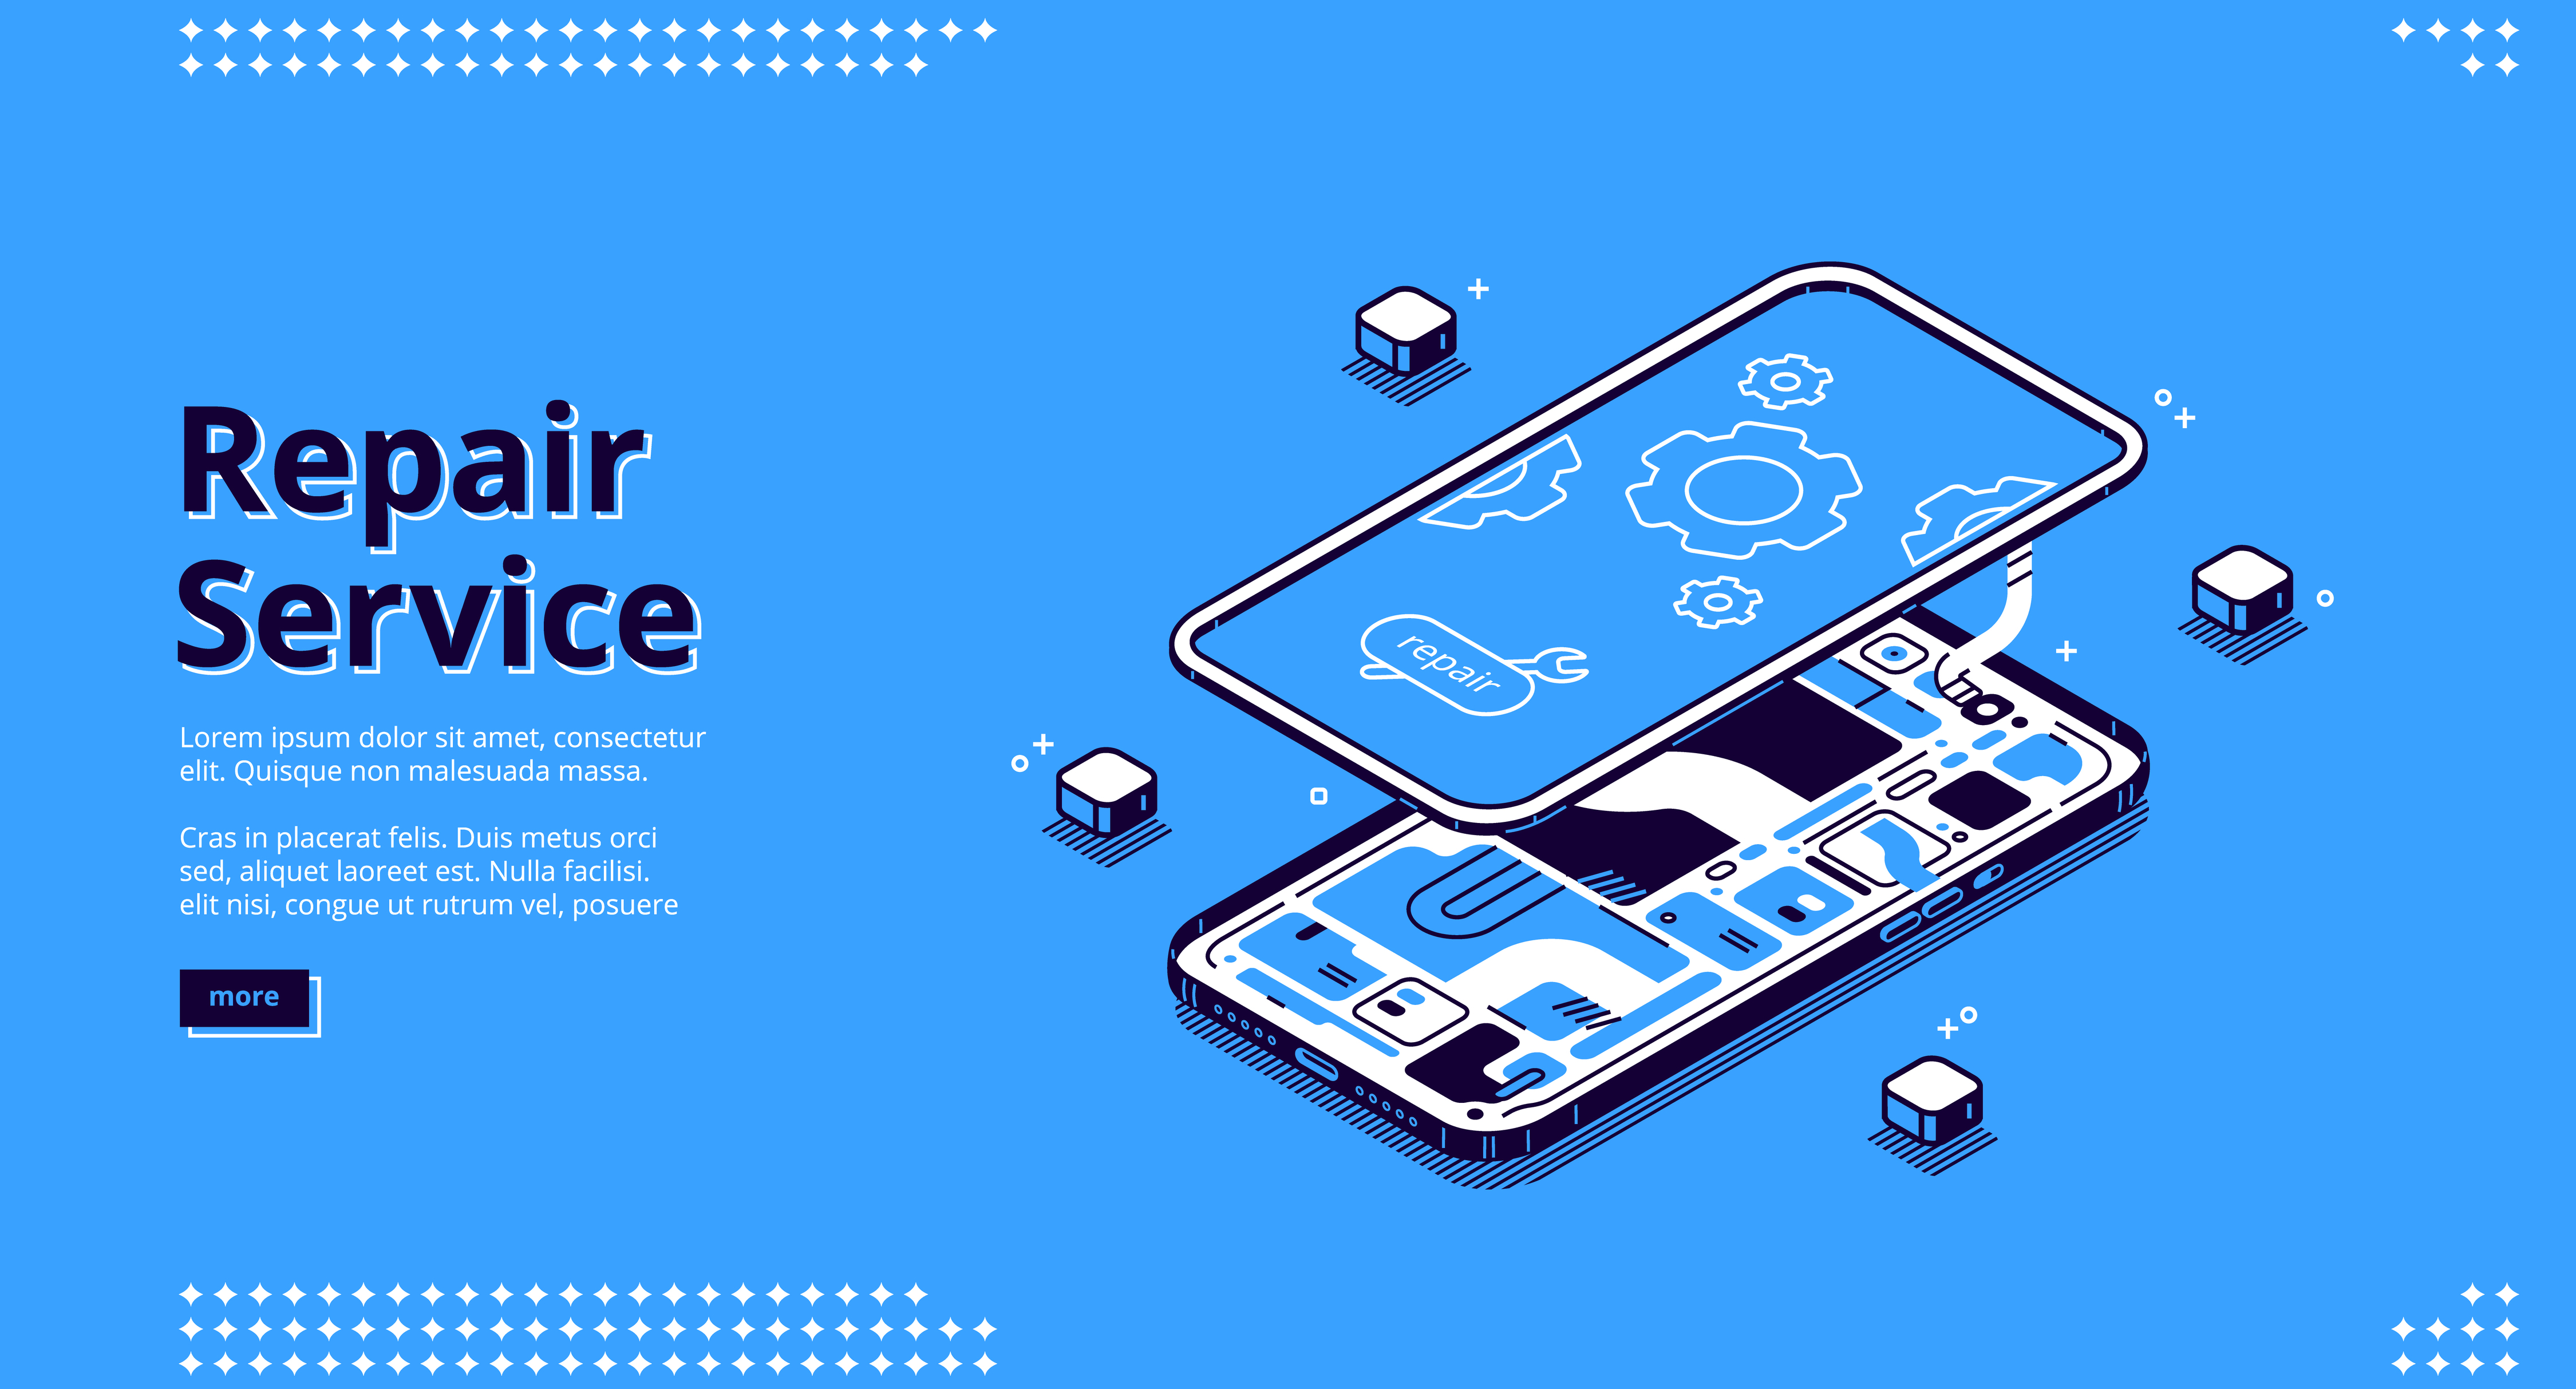 Repair
Service
Lorem ipsum dolor sit amet, consectetur
elit. Quisque non malesuada massa.
Cras in placerat felis. Duis metus orci
sed, aliquet laoreet est. Nulla facilisi.
elit nisi, congue ut rutrum vel, posuere
more
repair